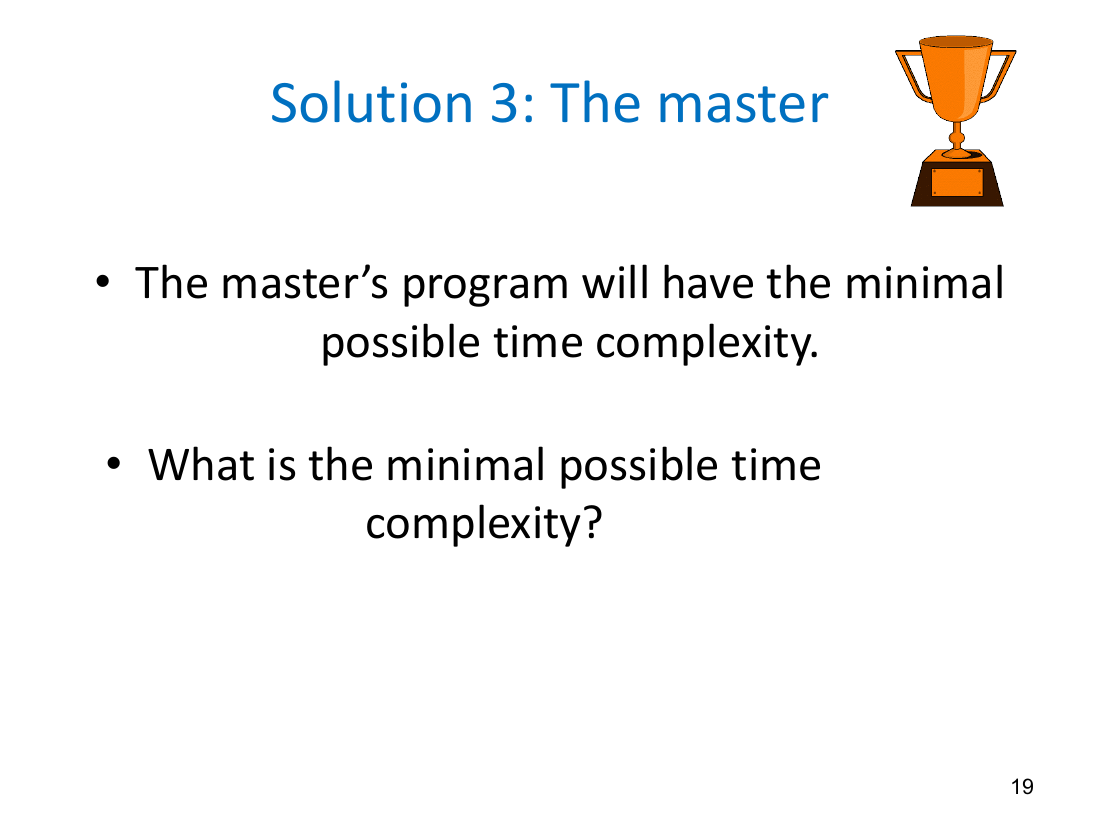 Solution 3: The master
• The master’s program will have the minimal
possible time complexity.
• What is the minimal possible time
complexity?
19